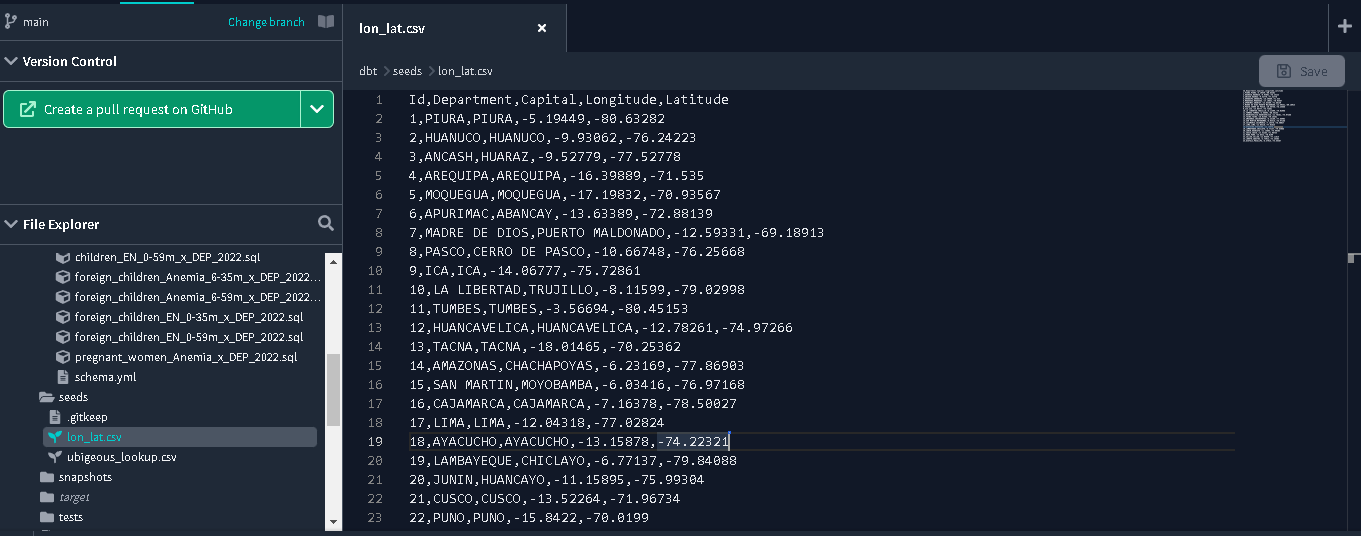 main
Change branch
Version Control
Create a pull request on GitHub
File Explorer
children_EN_0-59m_x_DEP_2022.sql
foreign_children_Anemia_6-35m_x_DEP_2022...
foreign_children_Anemia_6-59m_x_DEP_2022...
foreign_children_EN_0-35m_x_DEP_2022.sql
foreign_children_EN_0-59m_x_DEP_2022.sql
pregnant_women_Anemia_x_DEP_2022.sql
schema.yml
seeds
.gitkeep
lon_lat.csv
ubigeous_lookup.csv
snapshots
target
tests
lon_lat.csv
dbt > seeds > lon_lat.csv
Save
1 Id,Department,Capital,Longitude,Latitude
2 1,PIURA,PIURA,-5.19449,-80.63282
3 2,HUANUCO,HUANUCO,-9.93062,-76.24223
4 3,ANCASH,HUARAZ,-9.52779,-77.52778
5 4,AREQUIPA,AREQUIPA,-16.39889,-71.535
6 5,MOQUEGUA,MOQUEGUA,-17.19832,-70.93567
7 6,APURIMAC,ABANCAY,-13.63389,-72.88139
8 7,MADRE DE DIOS,PUERTO MALDONADO,-12.59331,-69.18913
9 8,PASCO,CERRO DE PASCO,-10.66748,-76.25668
10 9,ICA,ICA,-14.06777,-75.72861
11 10,LA LIBERTAD,TRUJILLO,-8.11599,-79.02998
12 11,TUMBES,TUMBES,-3.56694,-80.45153
13 12,HUANCAVELICA,HUANCAVELICA,-12.78261,-74.97266
14 13,TACNA,TACNA,-18.01465,-70.25362
15 14,AMAZONAS,CHACHAPOYAS,-6.23169,-77.86903
16 15,SAN MARTIN,MOYOBAMBA,-6.03416,-76.97168
17 16,CAJAMARCA,CAJAMARCA,-7.16378,-78.50027
18 17,LIMA,LIMA,-12.04318,-77.02824
19 18,AYACUCHO,AYACUCHO,-13.15878,-74.22321
20 19,LAMBAYEQUE,CHICLAYO,-6.77137,-79.84088
21 20,JUNIN,HUANCAYO,-11.15895,-75.99304
22 21,CUSCO,CUSCO,-13.52264,-71.96734
23 22,PUNO,PUNO,-15.8422,-70.0199